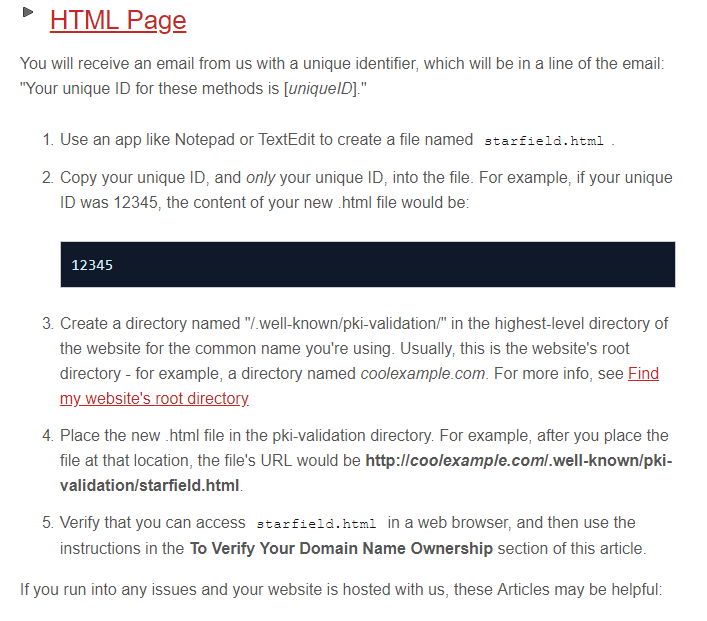 HTML Page
You will receive an email from us with a unique identifier, which will be in a line of the email:
"Your unique ID for these methods is [uniqueID]."
1. Use an app like Notepad or TextEdit to create a file named starfield.html .
2. Copy your unique ID, and only your unique ID, into the file. For example, if your unique
ID was 12345, the content of your new .html file would be:
12345
3. Create a directory named "/.well-known/pki-validation/" in the highest-level directory of
the website for the common name you're using. Usually, this is the website's root
directory - for example, a directory named coolexample.com. For more info, see Find
my website's root directory
4. Place the new .html file in the pki-validation directory. For example, after you place the
file at that location, the file's URL would be http://coolexample.com/.well-known/pki-
validation/starfield.html.
5. Verify that you can access starfield.html in a web browser, and then use the
instructions in the To Verify Your Domain Name Ownership section of this article.
If you run into any issues and your website is hosted with us, these Articles may be helpful: